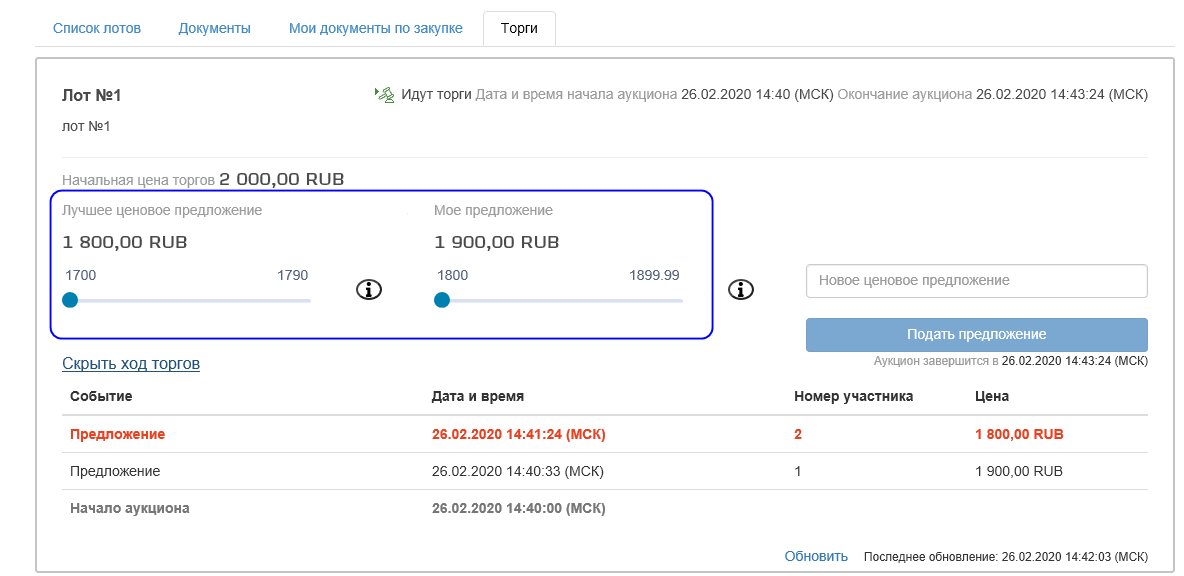 Список лотов Документы Мои документы по закупке Торги
Лот №1 Идут торги Дата и время начала аукциона 26.02.2020 14:40 (МСК) Окончание аукциона 26.02.2020 14:43:24 (МСК)
лот №1
Начальная цена торгов 2 000,00 RUB
Лучшее ценовое предложение Мое предложение
1 800,00 RUB 1 900,00 RUB
1700 1790 1800 1899.99
Новое ценовое предложение
Подать предложение
Аукцион завершится в 26.02.2020 14:43:24 (МСК)
Скрыть ход торгов
Событие Дата и время Номер участника Цена
Предложение 26.02.2020 14:41:24 (МСК) 2 1 800,00 RUB
Предложение 26.02.2020 14:40:33 (МСК) 1 1 900,00 RUB
Начало аукциона 26.02.2020 14:40:00 (МСК)
Обновить Последнее обновление: 26.02.2020 14:42:03 (МСК)